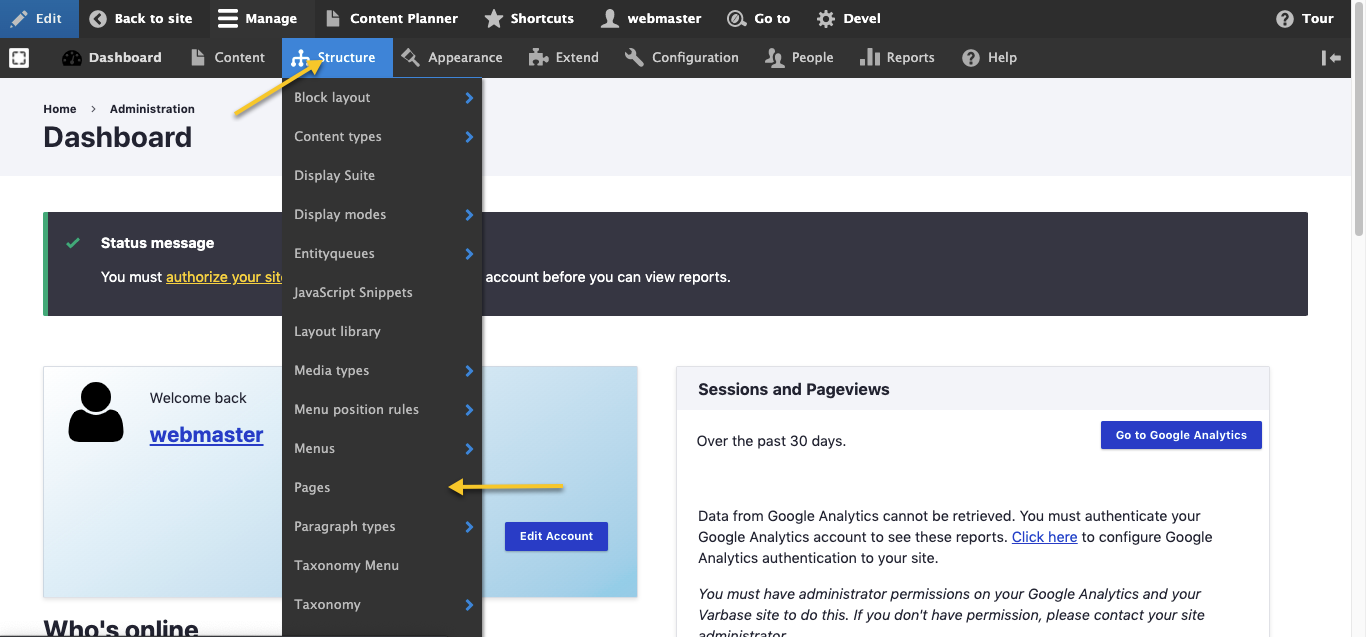 Edit Back to site Manage Content Planner Shortcuts webmaster Go to Devel Tour
Dashboard Content Structure Appearance Extend Configuration People Reports Help
Home > Administration
Dashboard
Block layout
Content types
Display Suite
Display modes
Entityqueues
JavaScript Snippets
Layout library
Media types
Menu position rules
Menus
Pages
Paragraph types
Taxonomy Menu
Taxonomy
Status message
You must authorize your site account before you can view reports.
Welcome back
webmaster
Edit Account
Who's online
Sessions and Pageviews
Over the past 30 days.
Go to Google Analytics
Data from Google Analytics cannot be retrieved. You must authenticate your
Google Analytics account to see these reports. Click here to configure Google
Analytics authentication to your site.
You must have administrator permissions on your Google Analytics and your
Varbase site to do this. If you don't have permission, please contact your site
administrator